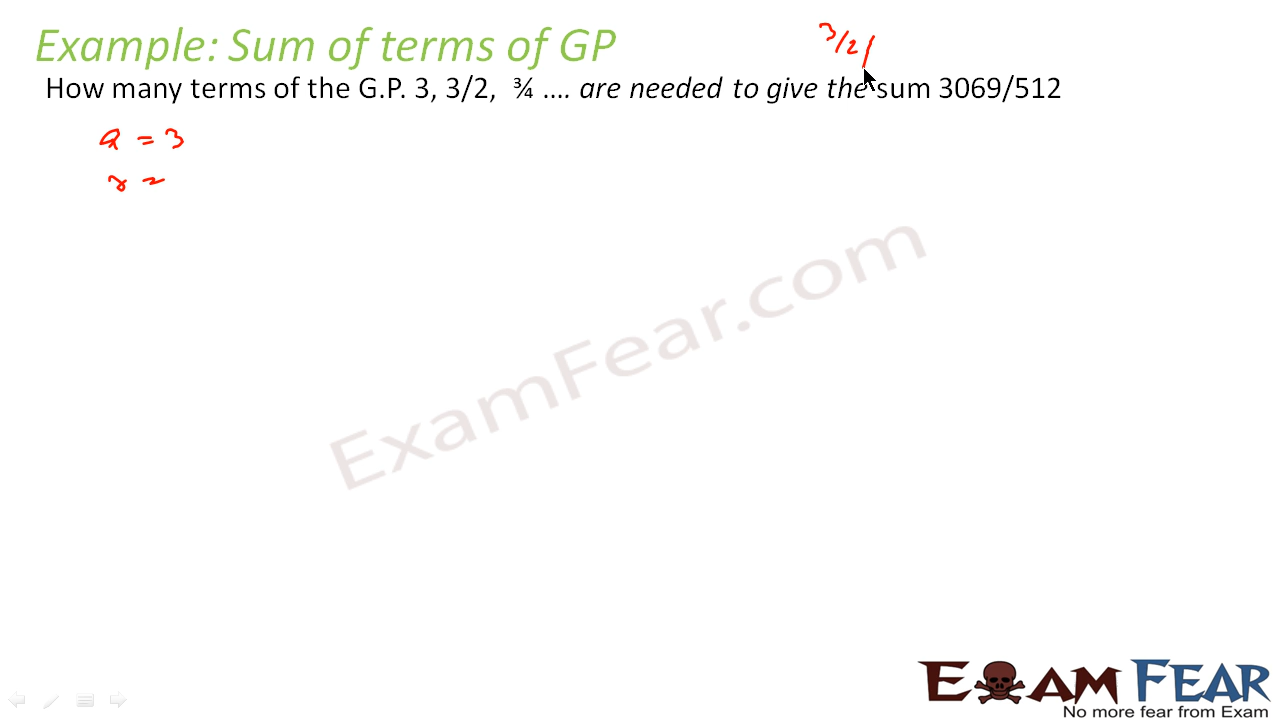 Example: Sum of terms of GP
3/2/
How many terms of the G.P. 3, 3/2, ¾ .... are needed to give the sum 3069/512
a = 3
r =
ExamFear.com
EXAM FEAR
No more fear from Exam